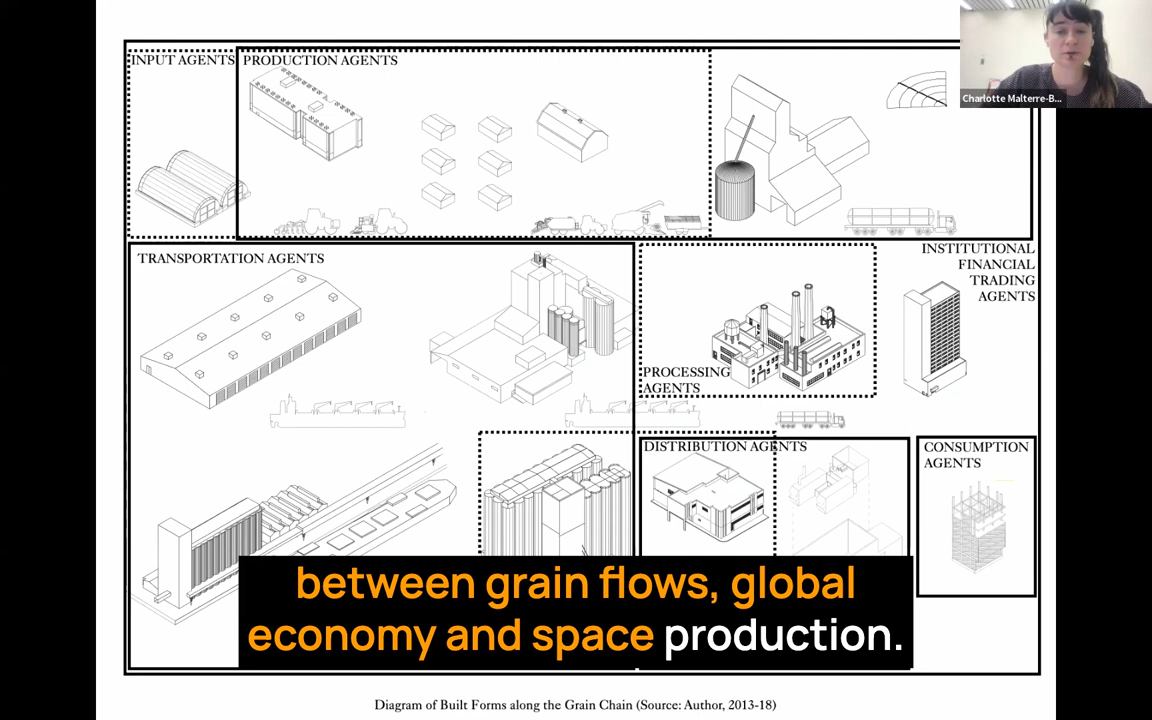 INPUT AGENTS
PRODUCTION AGENTS
Charlotte Malterre-B...
TRANSPORTATION AGENTS
INSTITUTIONAL
FINANCIAL
TRADING
AGENTS
PROCESSING
AGENTS
DISTRIBUTION AGENTS
CONSUMPTION
AGENTS
between grain flows, global
economy and space production.
Diagram of Built Forms along the Grain Chain (Source: Author, 2013-18)